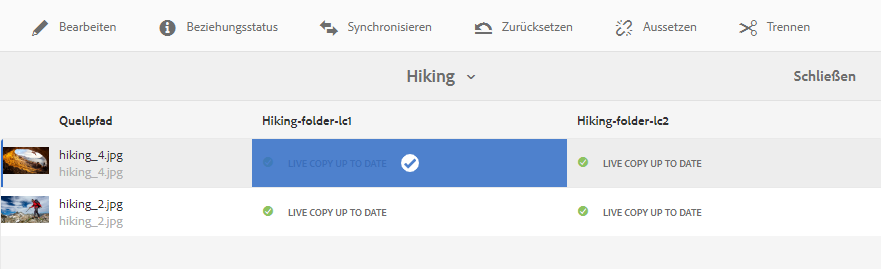 Bearbeiten Beziehungsstatus Synchronisieren Zurücksetzen Aussetzen Trennen
Hiking Schließen
Quellpfad Hiking-folder-lc1 Hiking-folder-lc2
hiking_4.jpg
hiking_4.jpg
LIVE COPY UP TO DATE LIVE COPY UP TO DATE
hiking_2.jpg
hiking_2.jpg
LIVE COPY UP TO DATE LIVE COPY UP TO DATE